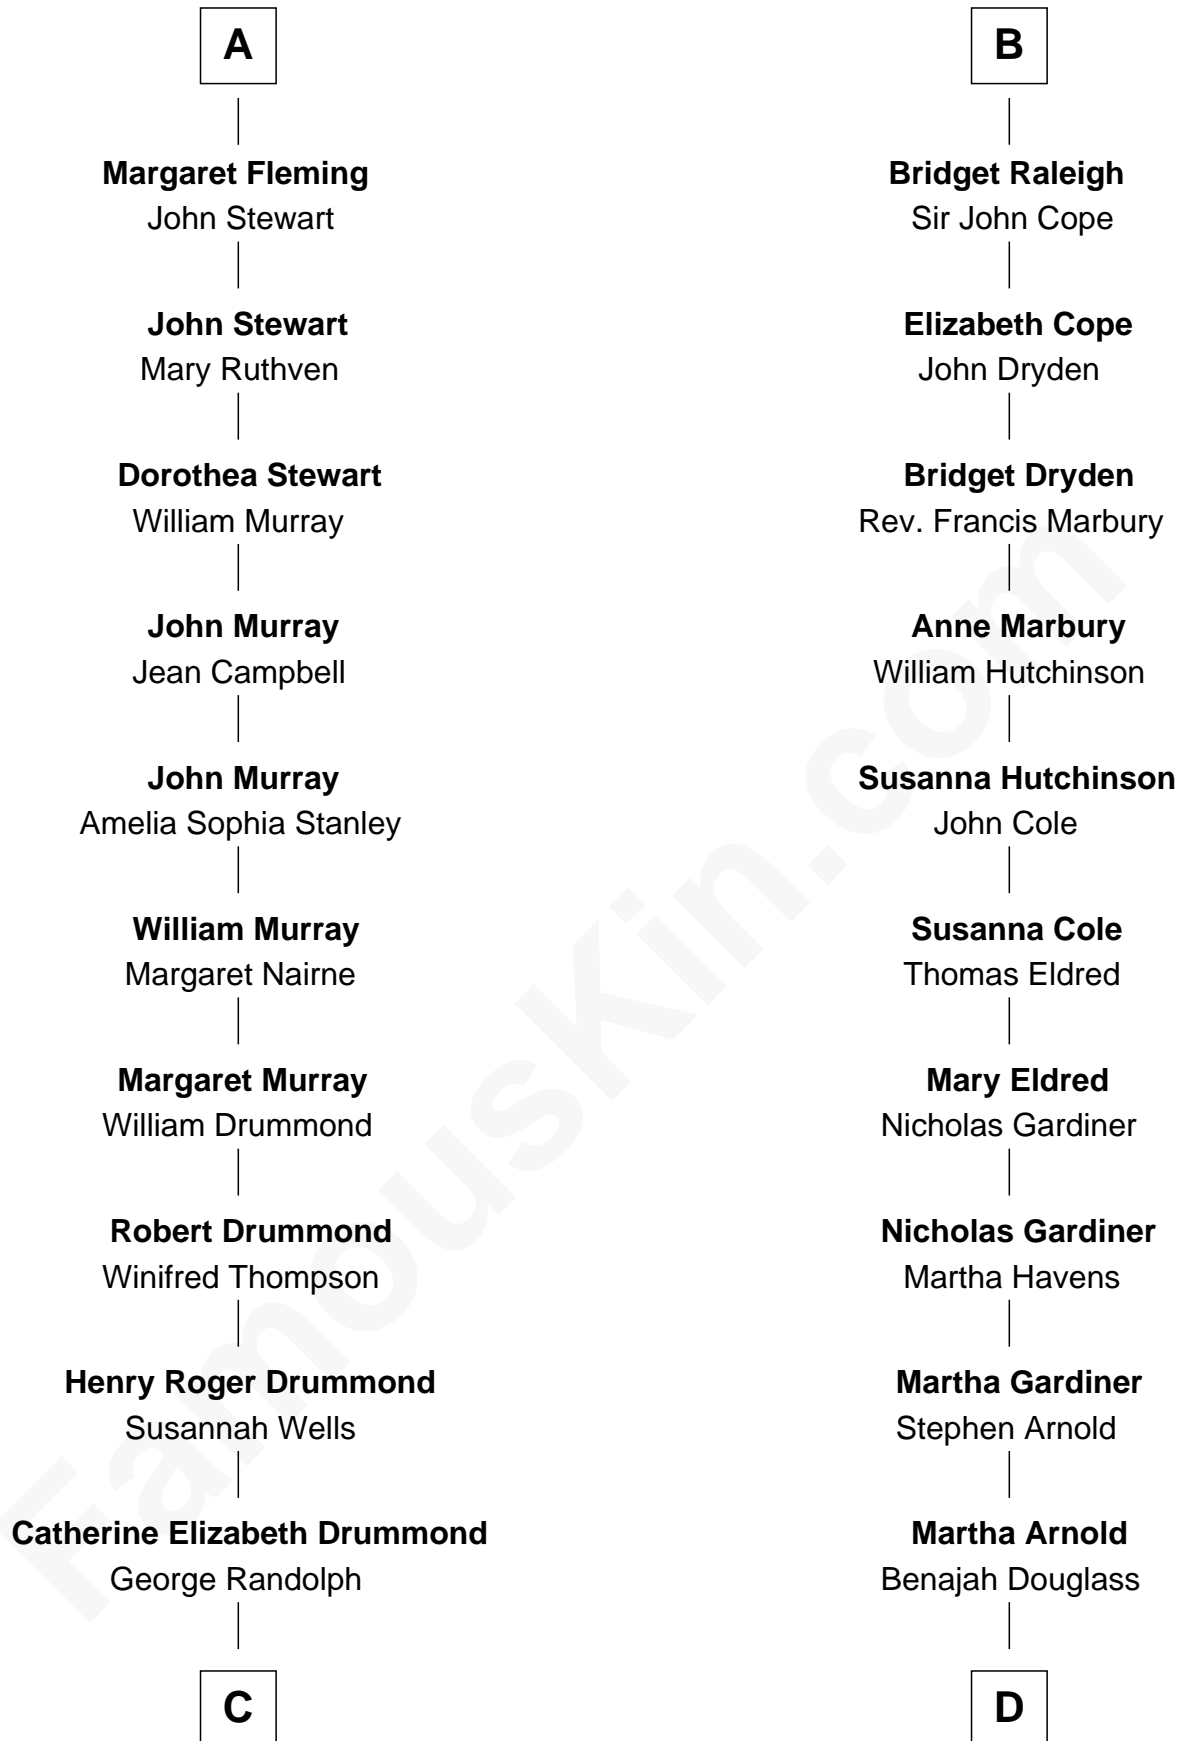 A
Margaret Fleming
John Stewart
John Stewart
Mary Ruthven
Dorothea Stewart
William Murray
John Murray
Jean Campbell
John Murray
Amelia Sophia Stanley
William Murray
Margaret Nairne
Margaret Murray
William Drummond
Robert Drummond
Winifred Thompson
Henry Roger Drummond
Susannah Wells
Catherine Elizabeth Drummond
George Randolph
C
B
Bridget Raleigh
Sir John Cope
Elizabeth Cope
John Dryden
Bridget Dryden
Rev. Francis Marbury
Anne Marbury
William Hutchinson
Susanna Hutchinson
John Cole
Susanna Cole
Thomas Eldred
Mary Eldred
Nicholas Gardiner
Nicholas Gardiner
Martha Havens
Martha Gardiner
Stephen Arnold
Martha Arnold
Benajah Douglass
D
FamousKin.com